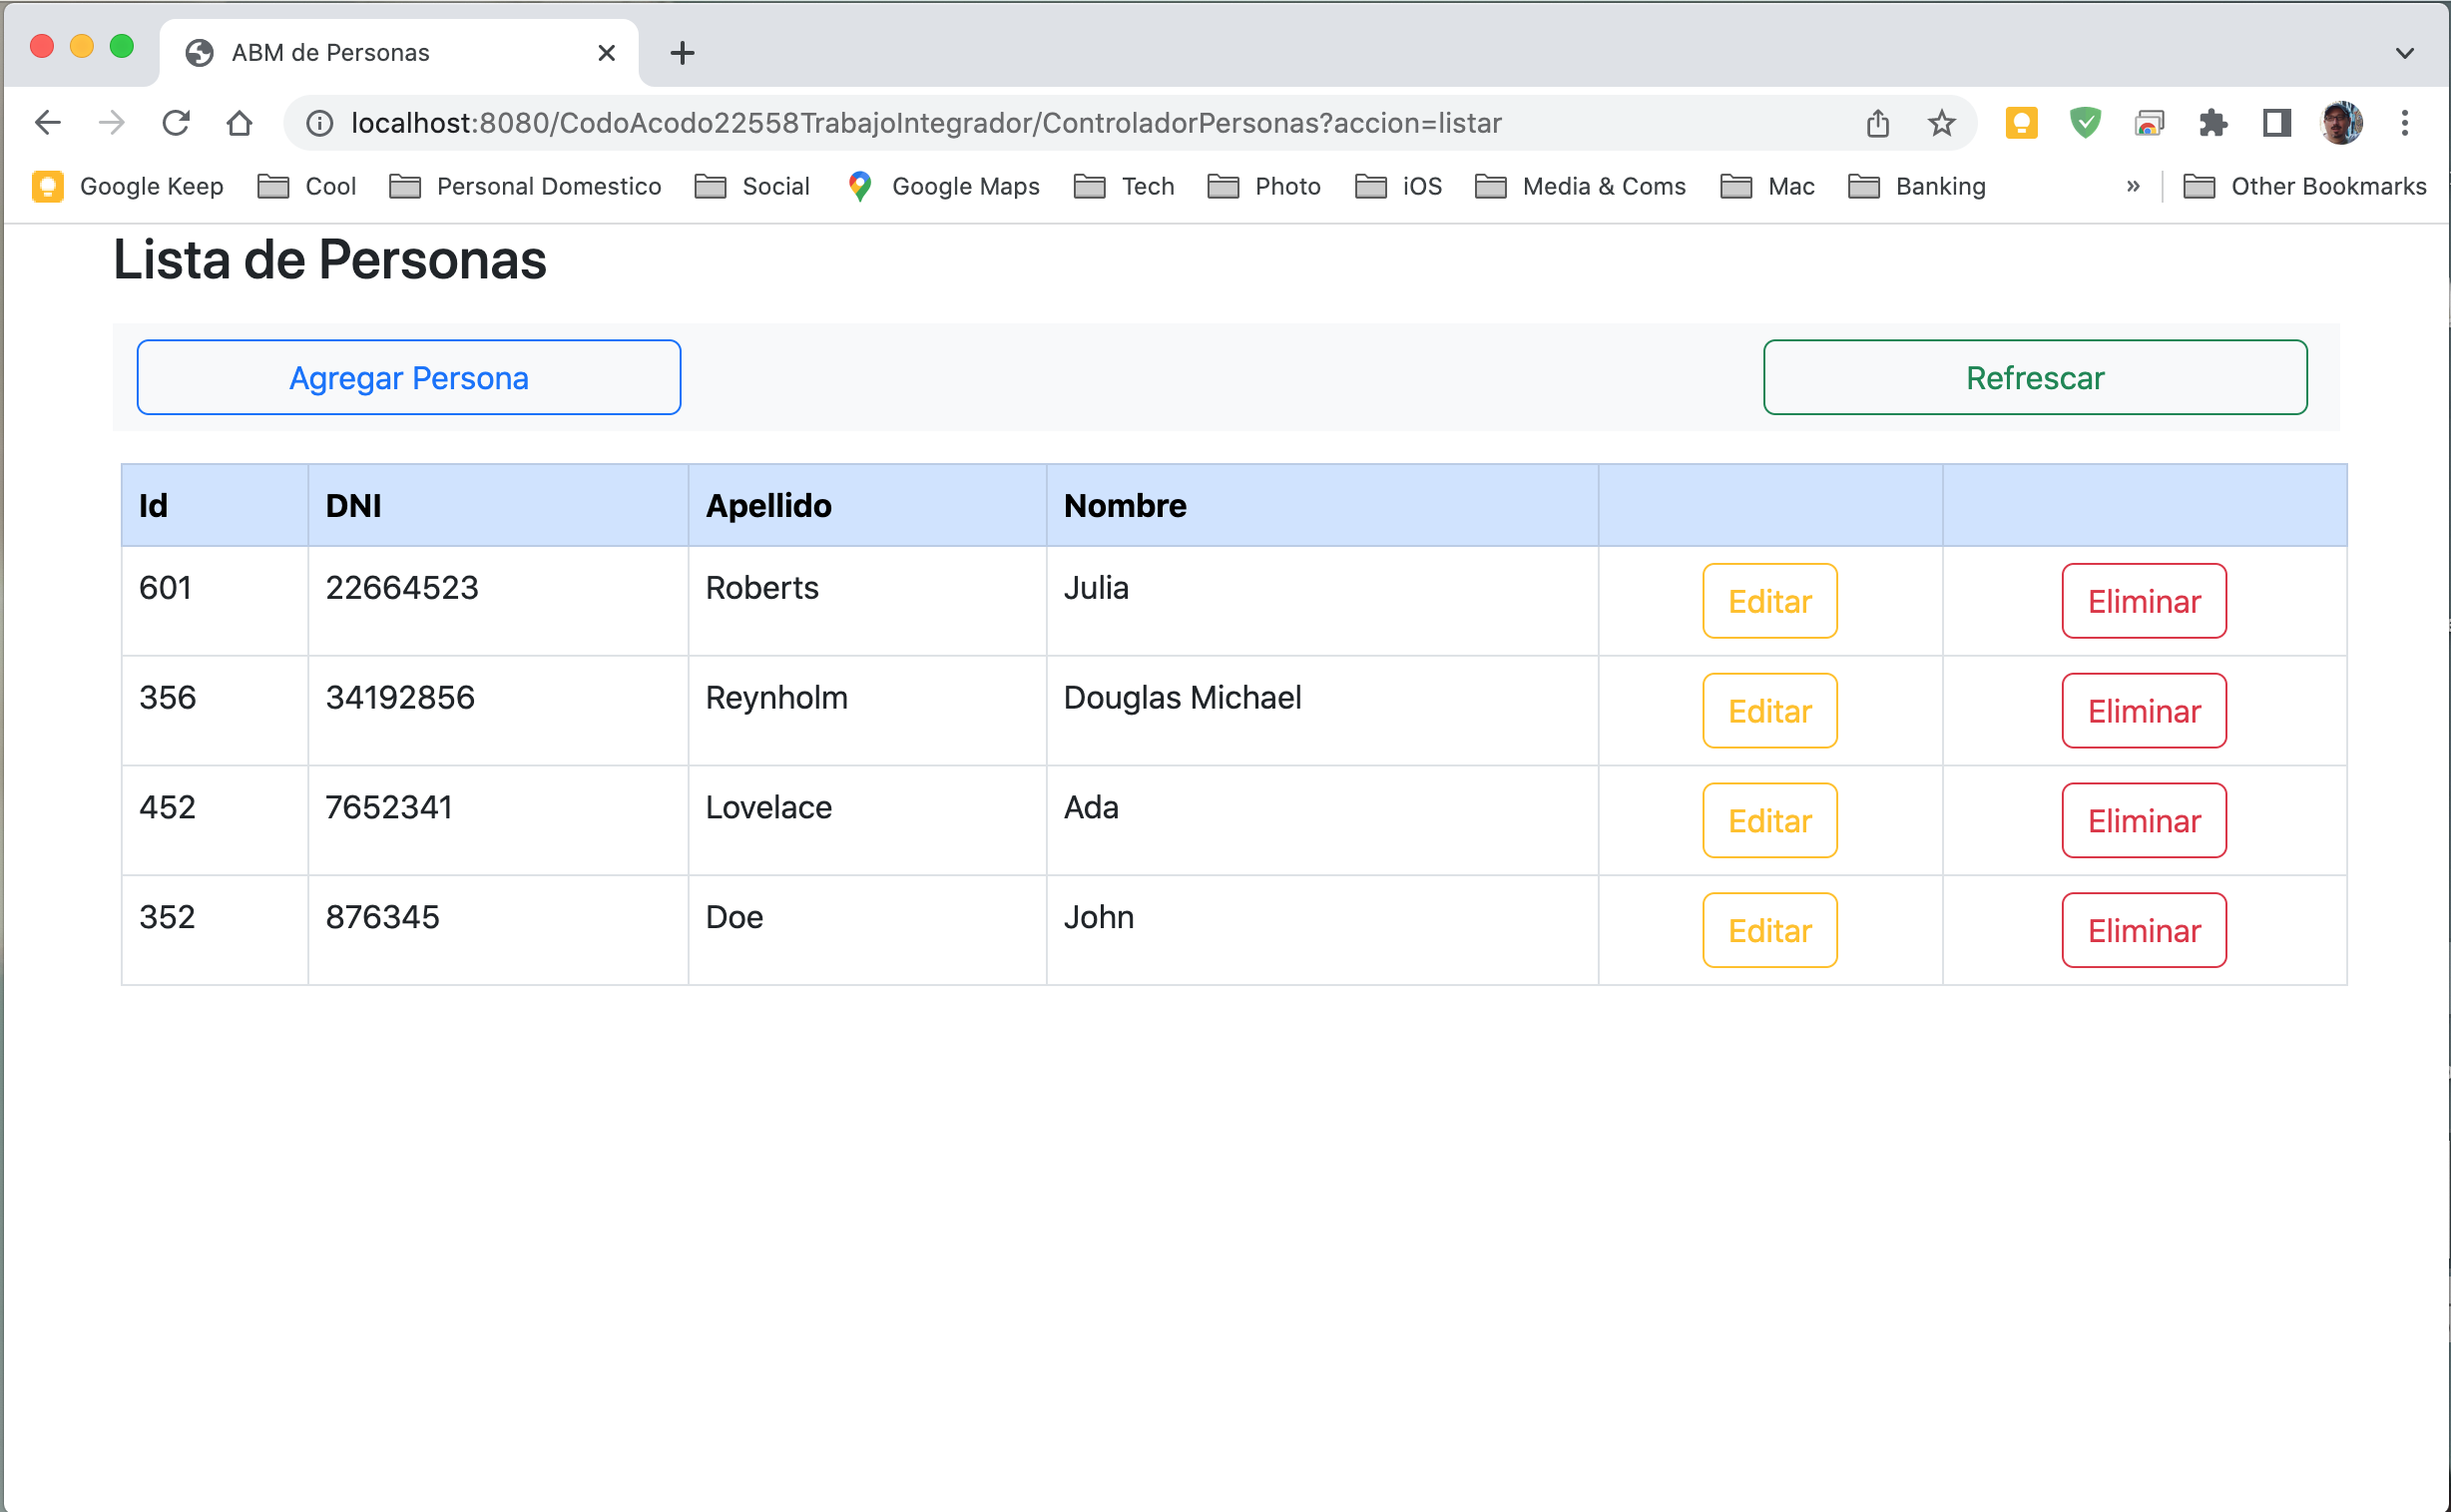 ABM de Personas
localhost:8080/CodoAcodo22558TrabajoIntegrador/ControladorPersonas?accion=listar
Google Keep Cool Personal Domestico Social Google Maps Tech Photo iOS Media & Coms Mac Banking » Other Bookmarks
Lista de Personas
Agregar Persona Refrescar
Id DNI Apellido Nombre
601 22664523 Roberts Julia Editar Eliminar
356 34192856 Reynholm Douglas Michael Editar Eliminar
452 7652341 Lovelace Ada Editar Eliminar
352 876345 Doe John Editar Eliminar